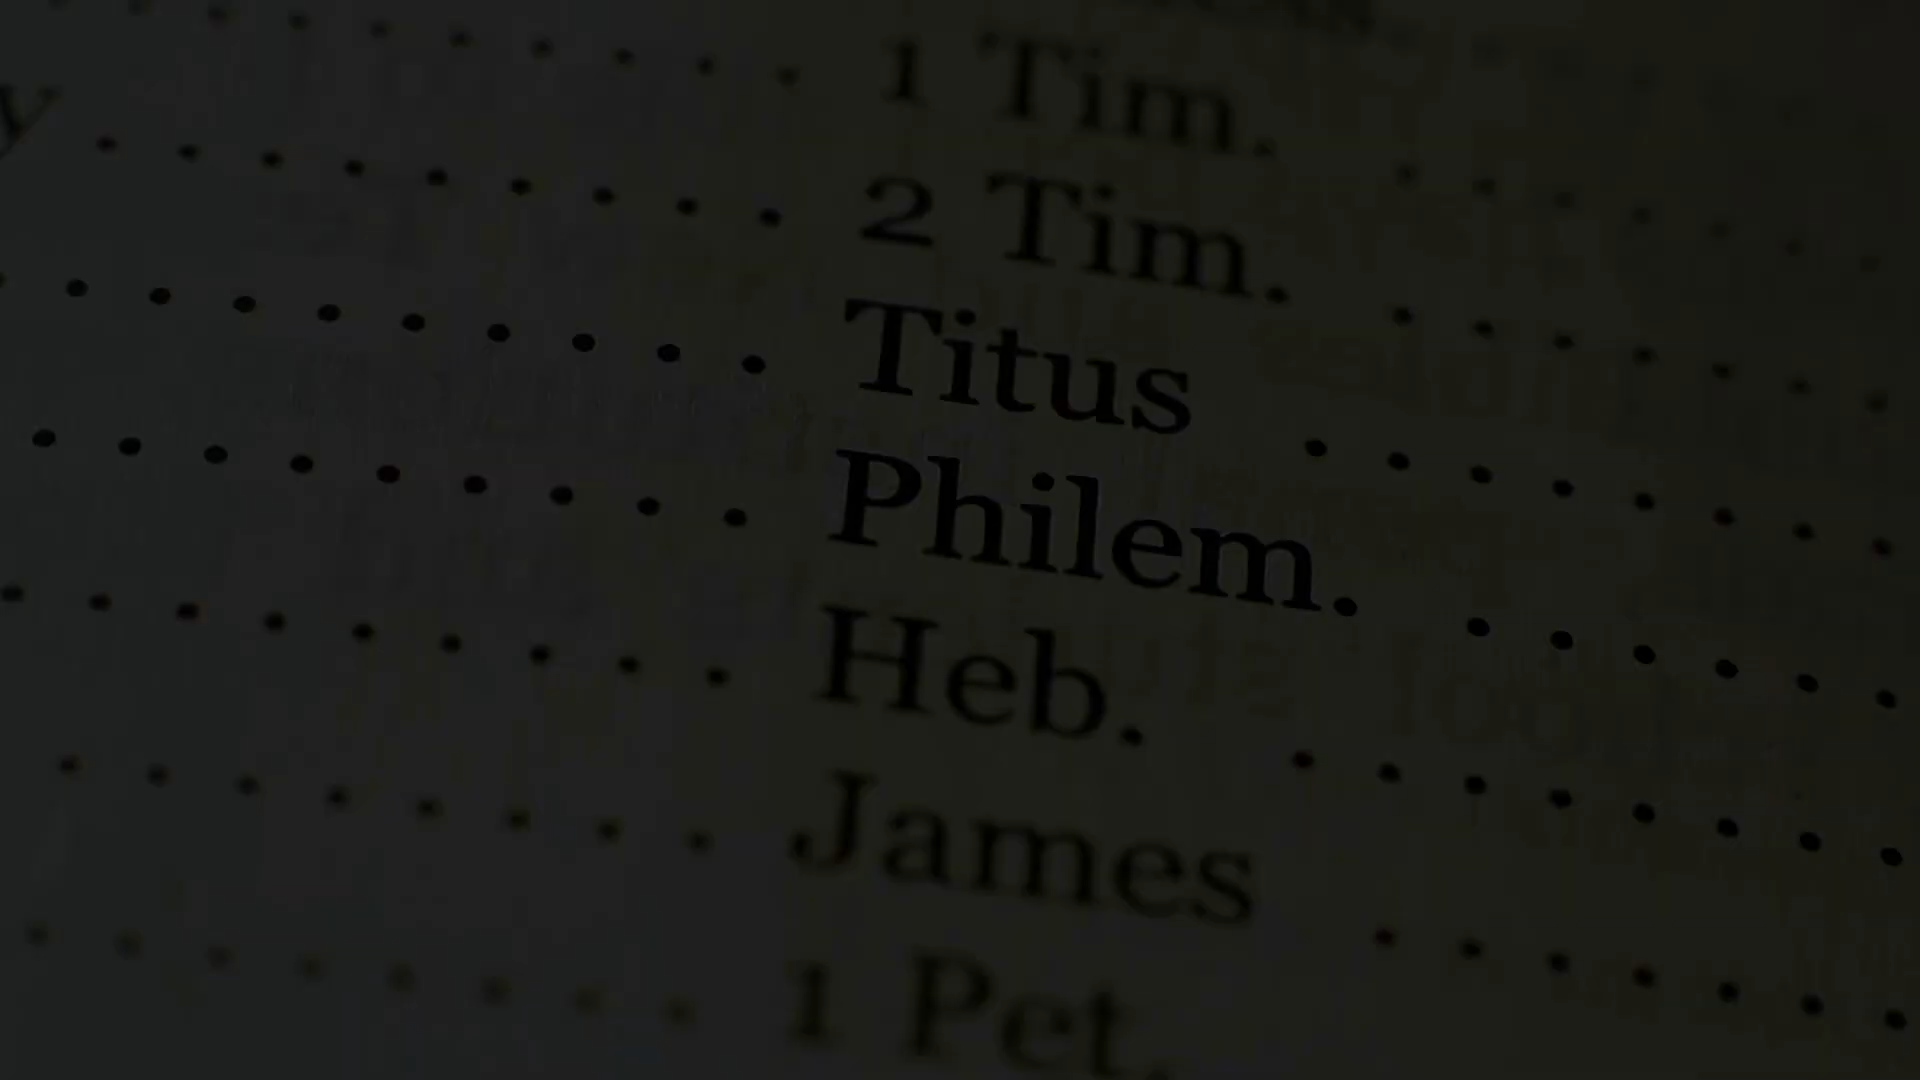 1 Tim.
y ......... 2 Tim. .......
.......... Titus ........
......... Philem. ......
......... Heb. ........
........ James .......
........ 1 Pet.